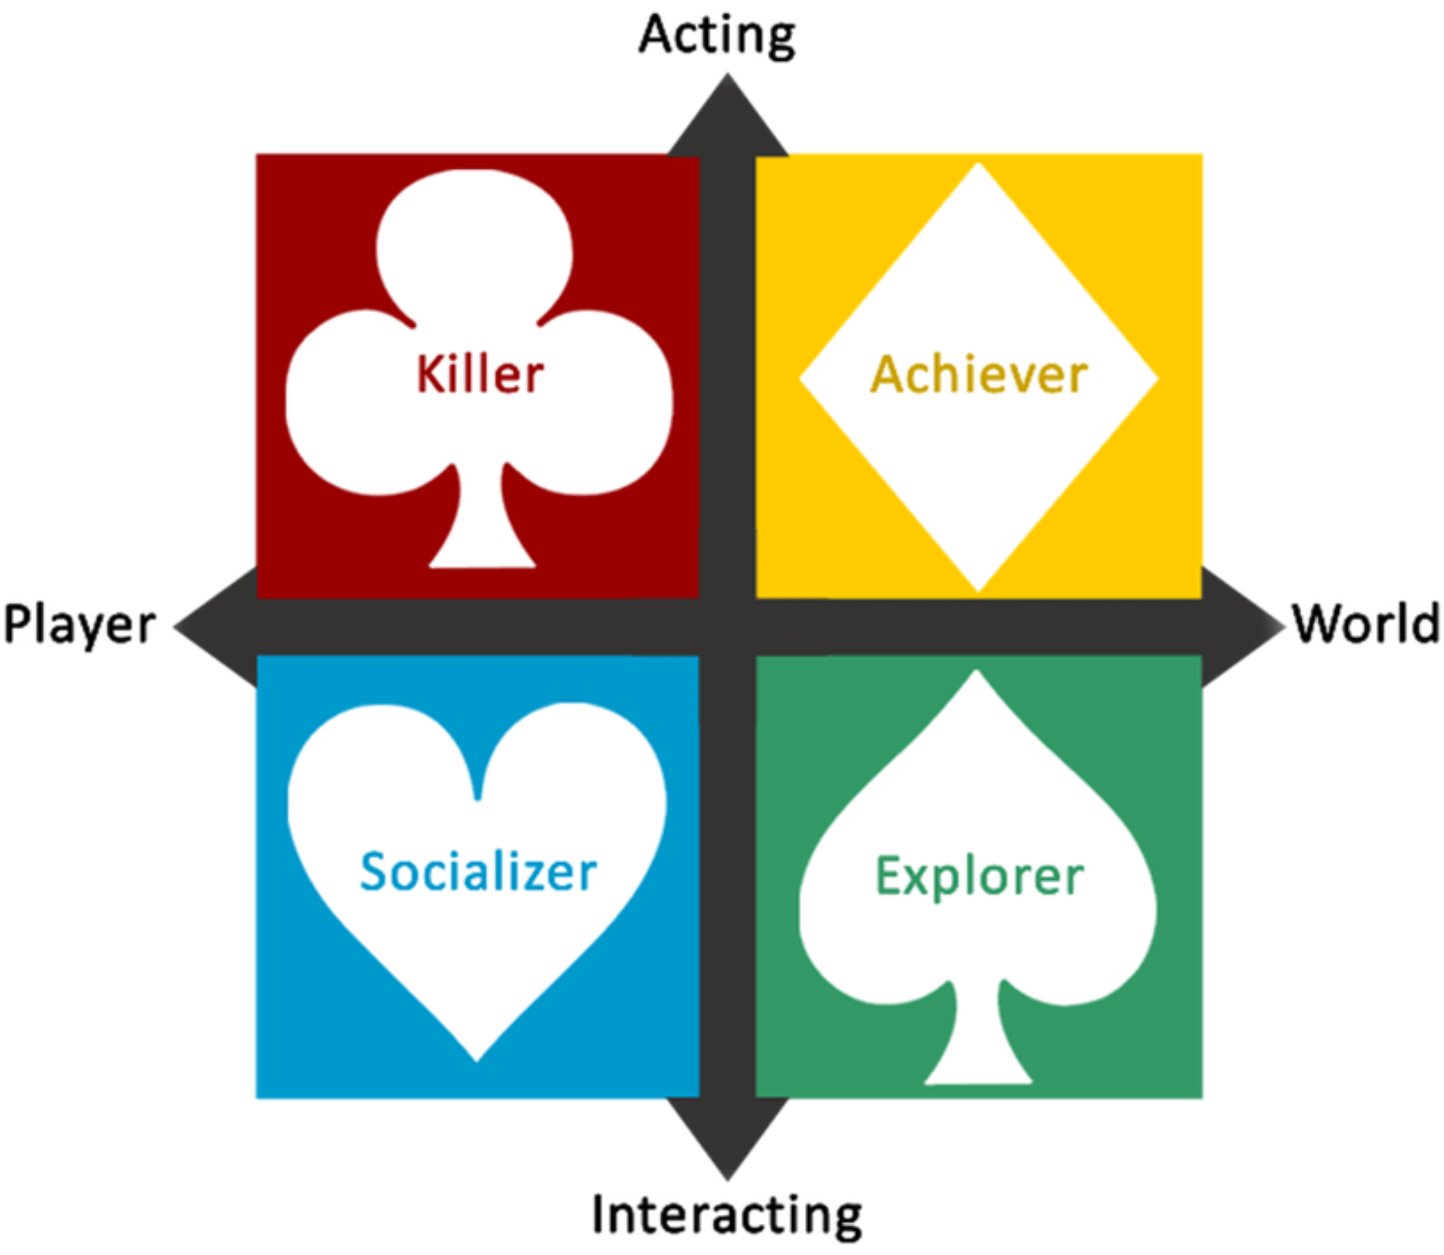 Acting
Killer
Achiever
Player
World
Socializer
Explorer
Interacting